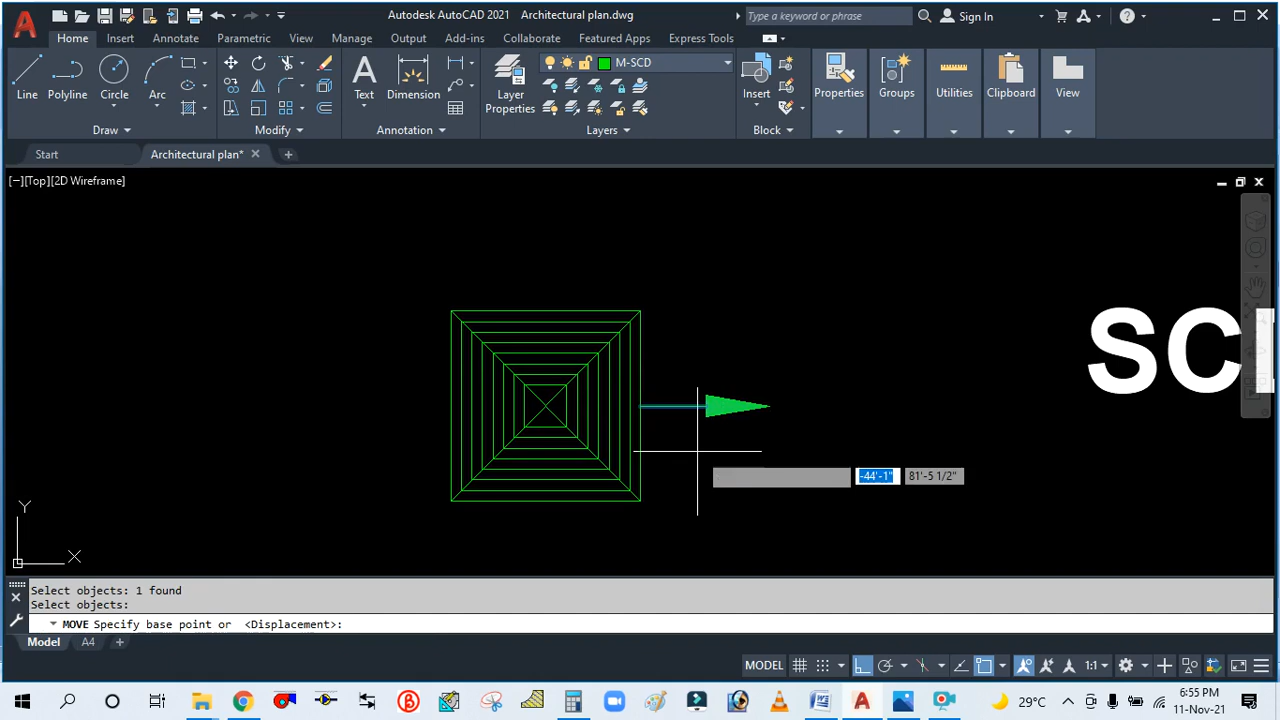 Autodesk AutoCAD 2021 Architectural plan.dwg
Type a keyword or phrase
Sign In
Home Insert Annotate Parametric View Manage Output Add-ins Collaborate Featured Apps Express Tools
M-SCD
Line Polyline Circle Arc
Text Dimension
Layer Properties
Insert
Properties Groups Utilities Clipboard View
Draw Modify Annotation Layers Block
Start Architectural plan*
[−][Top][2D Wireframe]
SCD
-44'-1" 81'-5 1/2"
Y
X
Select objects: 1 found
Select objects:
MOVE Specify base point or <Displacement>:
Model A4
MODEL 1:1
29°C
6:55 PM
11-Nov-21